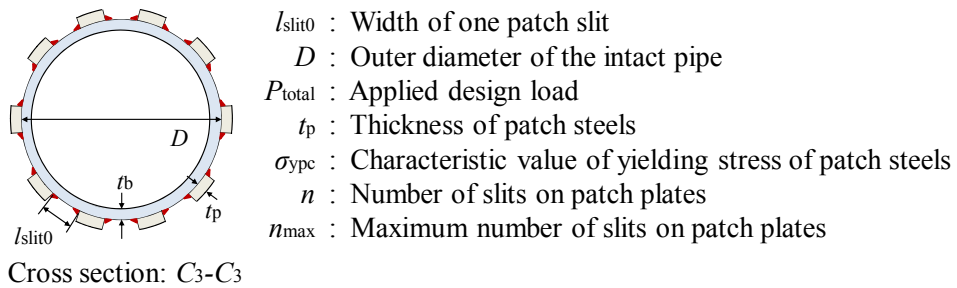 lslit0 : Width of one patch slit
D : Outer diameter of the intact pipe
Ptotal : Applied design load
tp : Thickness of patch steels
σypc : Characteristic value of yielding stress of patch steels
n : Number of slits on patch plates
nmax : Maximum number of slits on patch plates
D
tb
tp
lslit0
Cross section: C3-C3